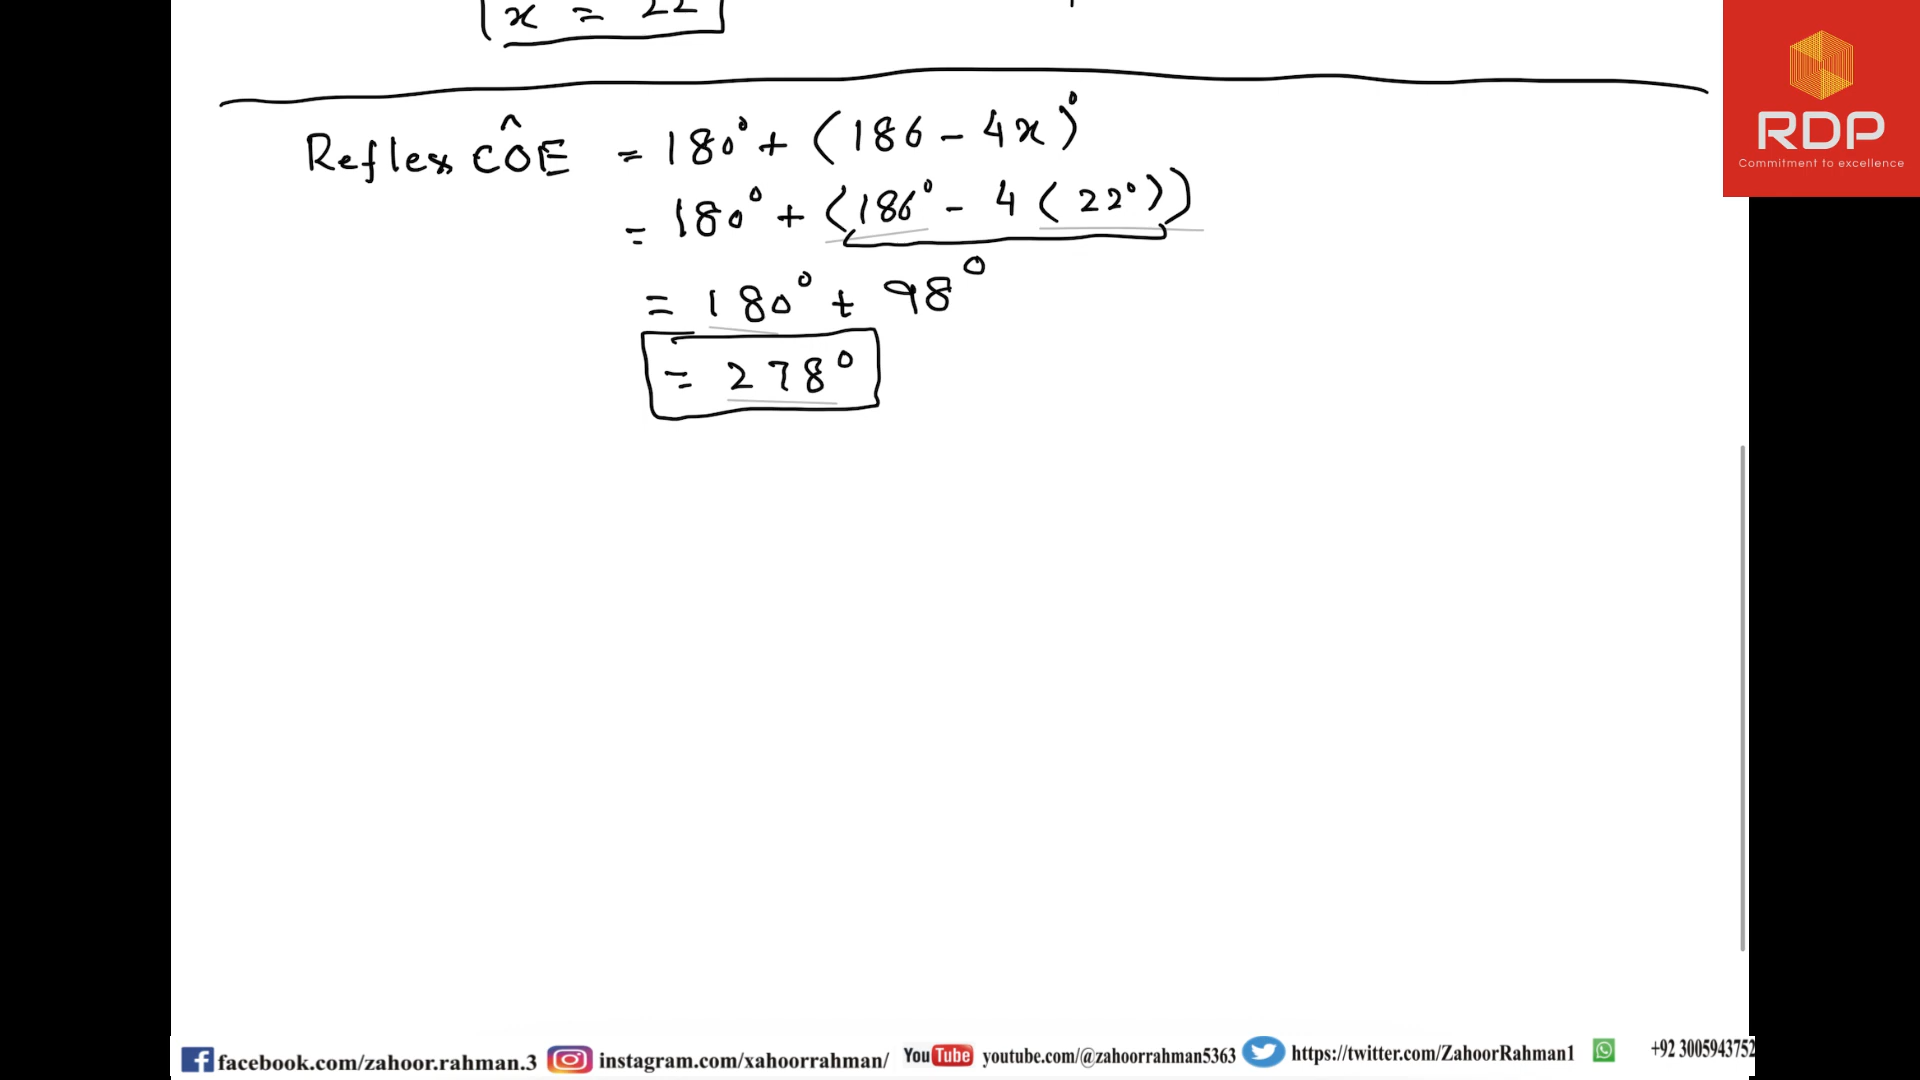 x = 22
Reflex CÔE = 180° + (186 - 4x)°
= 180° + (186° - 4(22°))
= 180° + 98°
= 278°
RDP
Commitment to excellence
facebook.com/zahoor.rahman.3 instagram.com/xahoorrahman/ YouTube youtube.com/@zahoorrahman5363 https://twitter.com/ZahoorRahman1 +92 3005943752